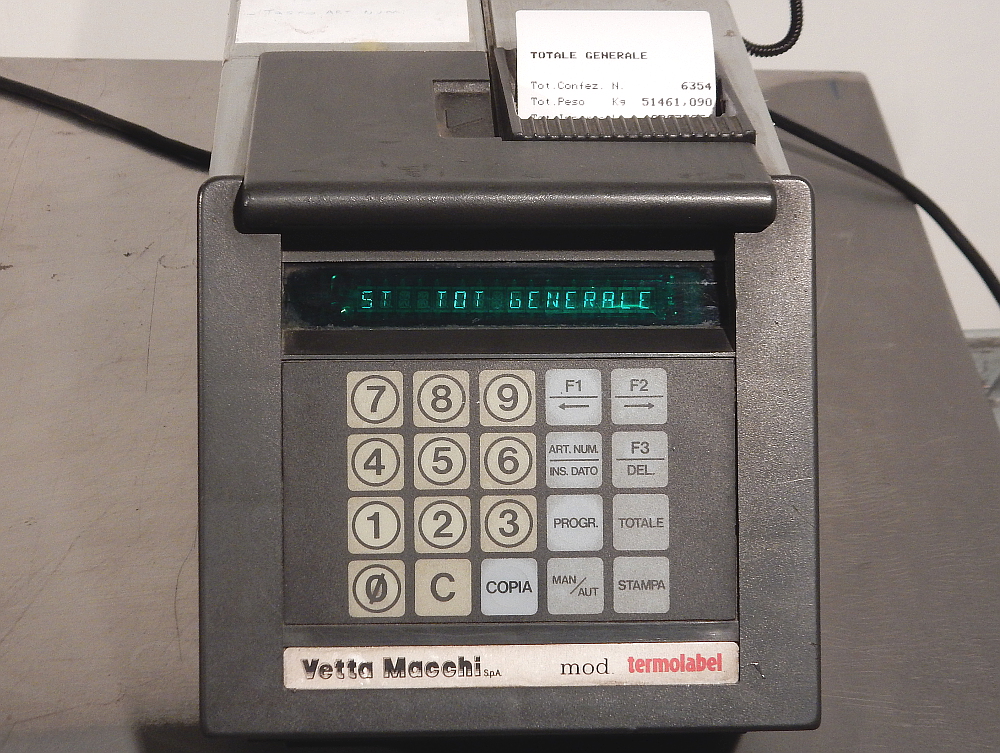 TOTALE GENERALE
Tot.Confez. N. 6354
Tot.Peso Kg 51461,090
ST TOT GENERALE
7 8 9 .F1 F2
4 5 6 ART. NUM. INS. DATO F3 DEL.
1 2 3 PROGR. TOTALE
0 C COPIA MAN/AUT STAMPA
Vetta Macchi S.p.A. mod. termolabel